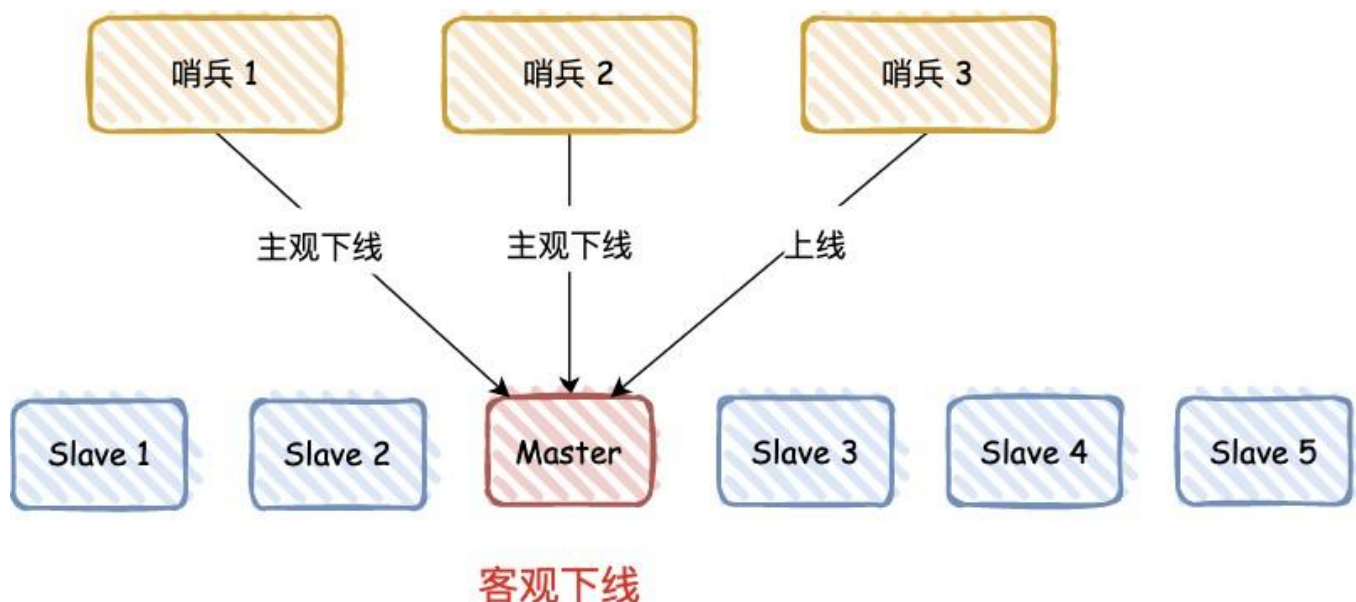 哨兵 1
哨兵 2
哨兵 3
主观下线
主观下线
上线
Slave 1
Slave 2
Master
Slave 3
Slave 4
Slave 5
客观下线